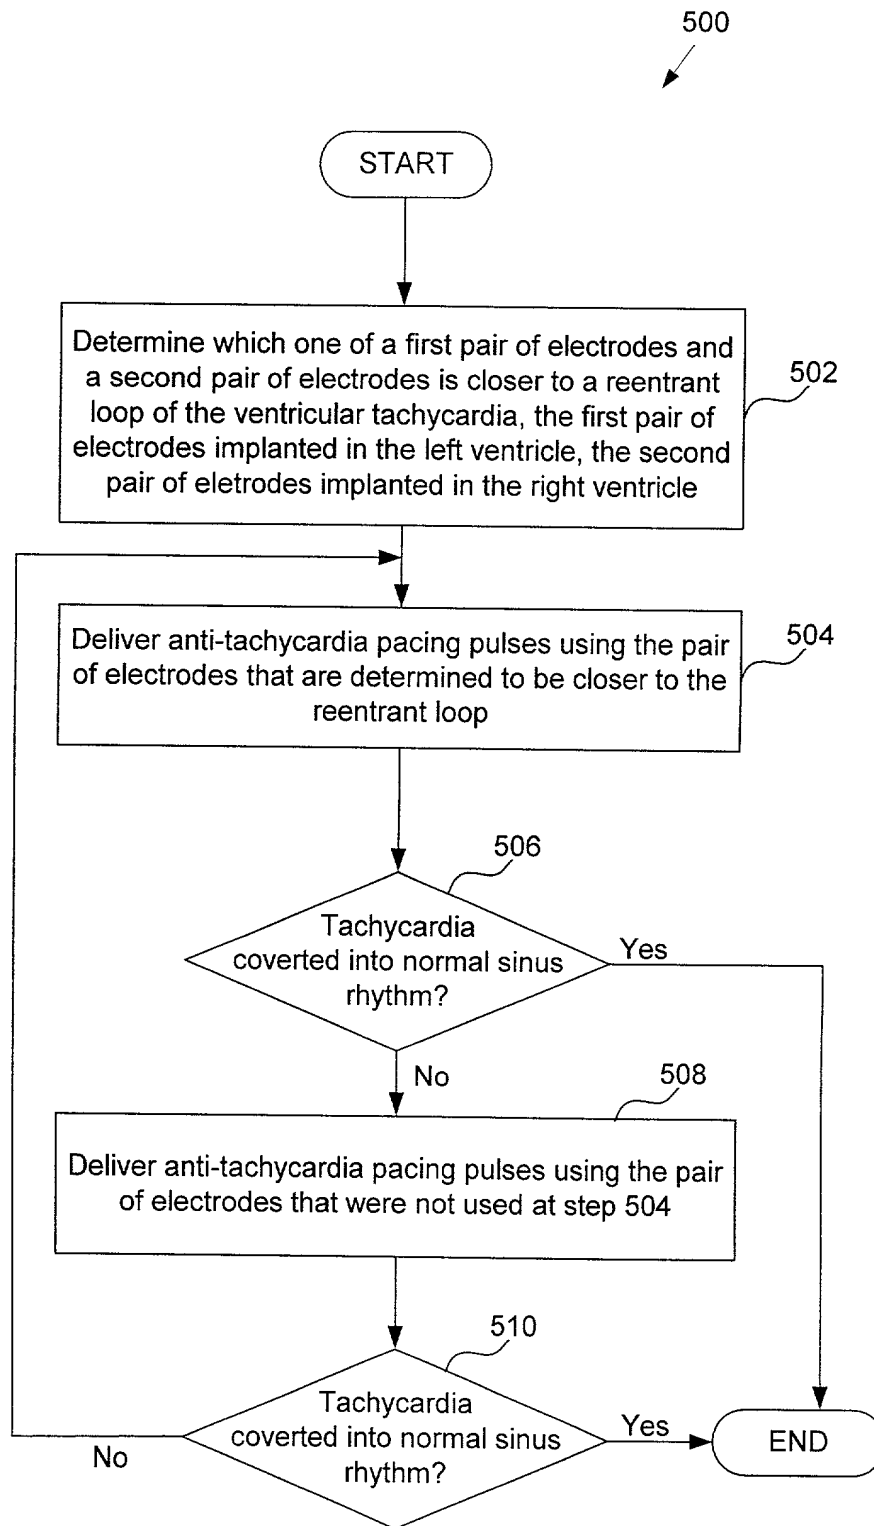 500
START
Determine which one of a first pair of electrodes and
a second pair of electrodes is closer to a reentrant
loop of the ventricular tachycardia, the first pair of
electrodes implanted in the left ventricle, the second
pair of eletrodes implanted in the right ventricle
502
Deliver anti-tachycardia pacing pulses using the pair
of electrodes that are determined to be closer to the
reentrant loop
504
506
Tachycardia
coverted into normal sinus
rhythm?
Yes
No
508
Deliver anti-tachycardia pacing pulses using the pair
of electrodes that were not used at step 504
510
Tachycardia
coverted into normal sinus
rhythm?
Yes
No
END